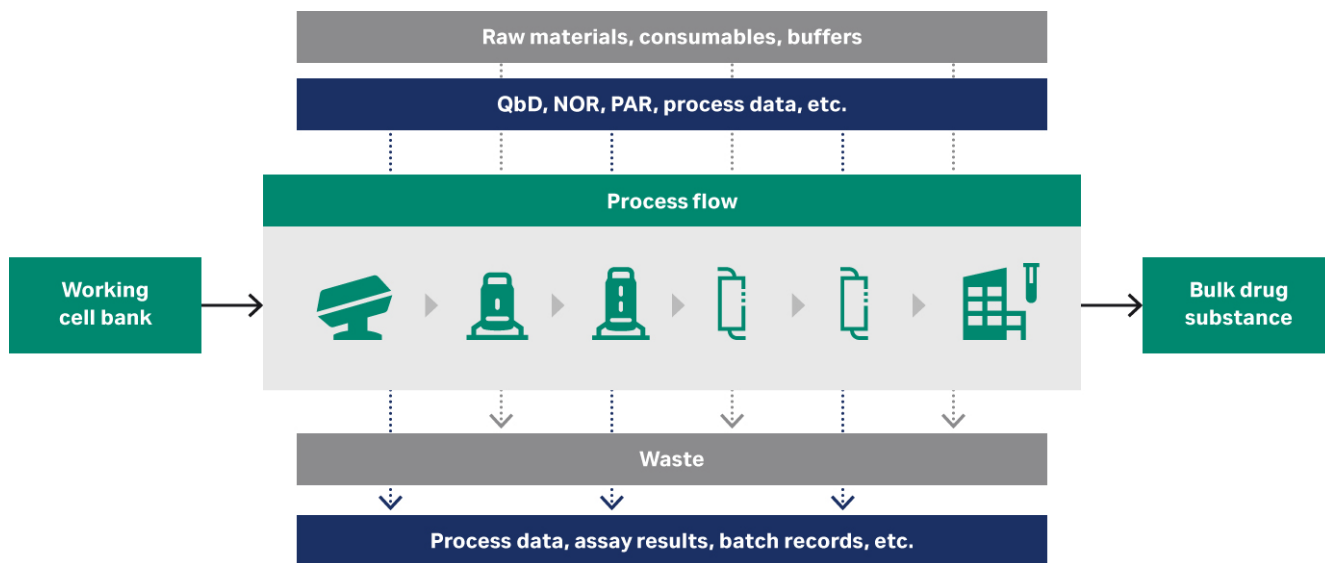 Raw materials, consumables, buffers
QbD, NOR, PAR, process data, etc.
Process flow
Working
cell bank
Bulk drug
substance
Waste
Process data, assay results, batch records, etc.